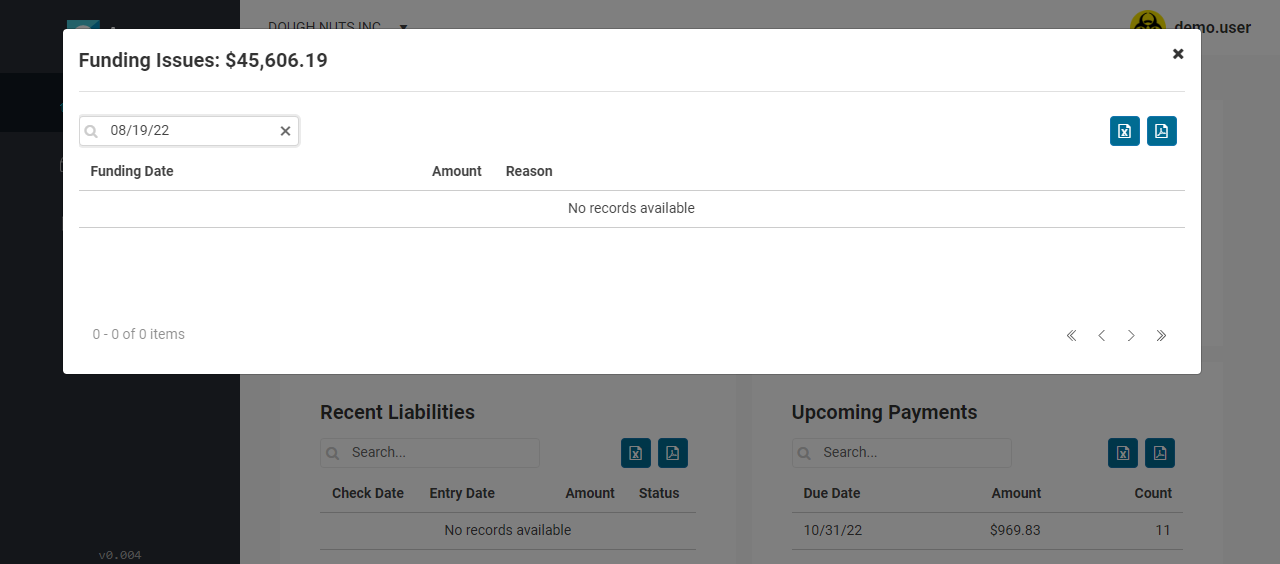 DOUGH NUTS INC
demo.user
Funding Issues: $45,606.19
08/19/22
Funding Date Amount Reason
No records available
0 - 0 of 0 items
Recent Liabilities
Search...
Check Date Entry Date Amount Status
No records available
Upcoming Payments
Search...
Due Date Amount Count
10/31/22 $969.83 11
v0.004